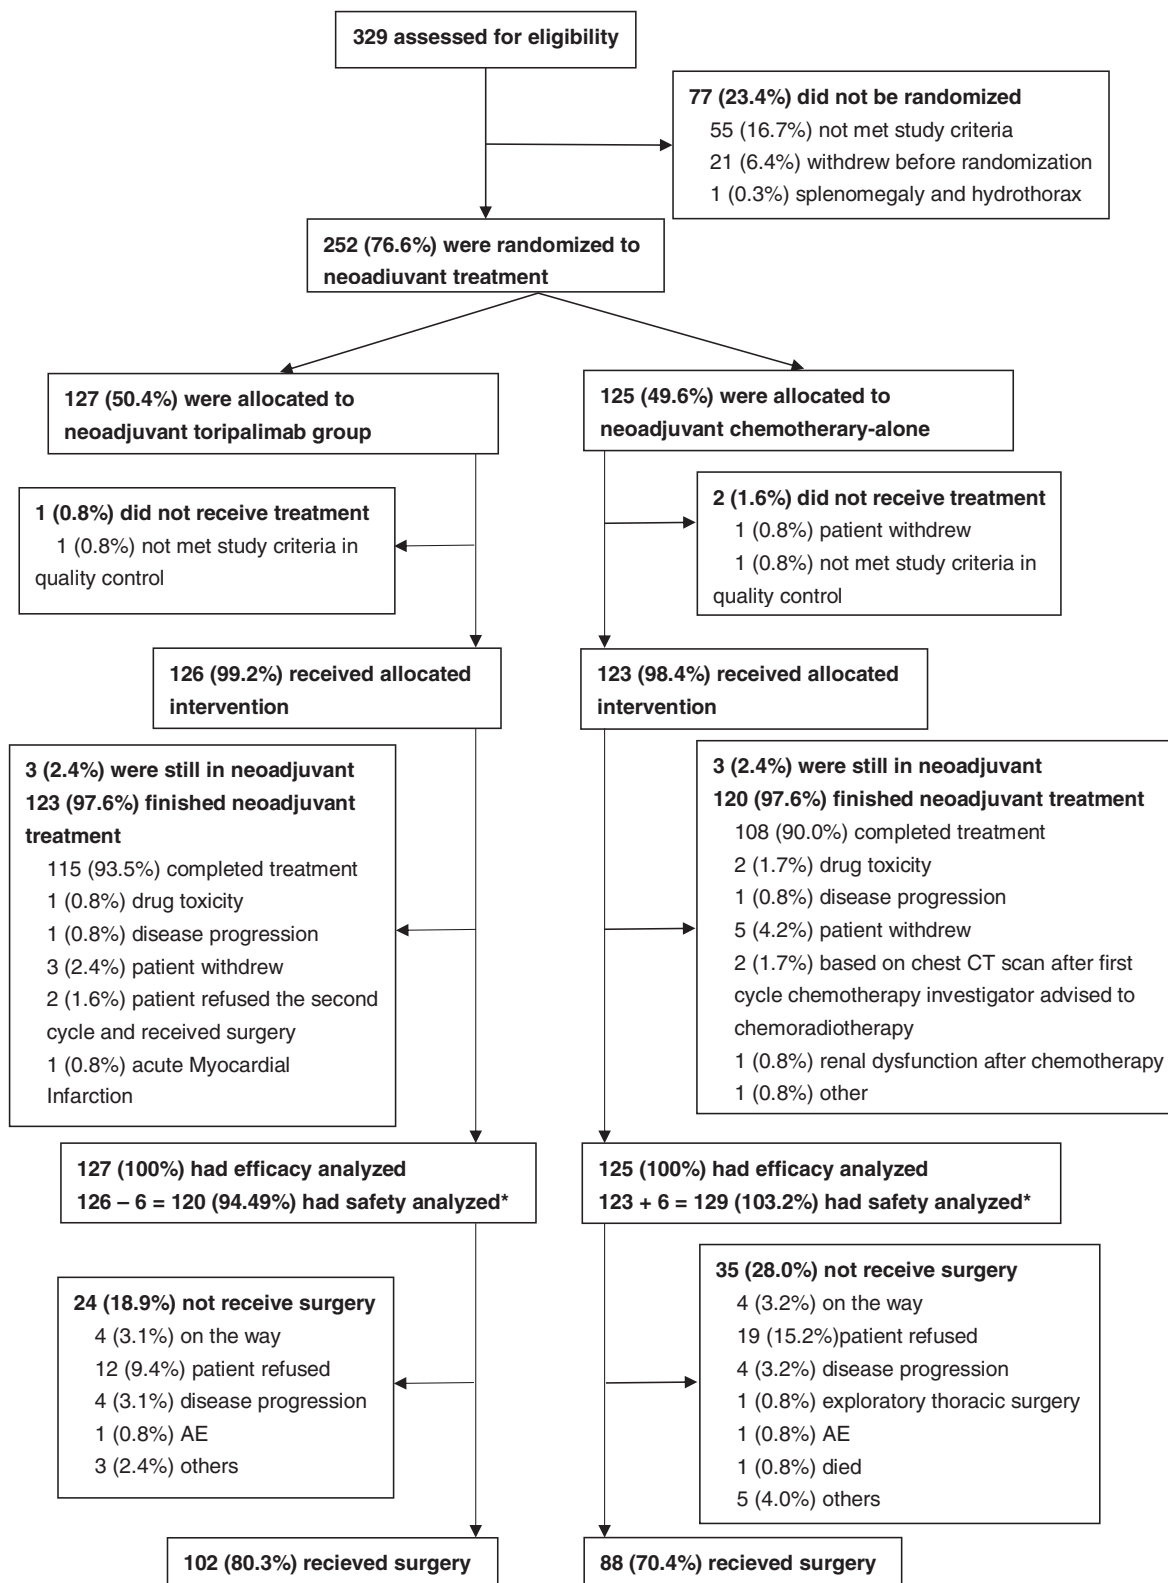 329 assessed for eligibility
77 (23.4%) did not be randomized
55 (16.7%) not met study criteria
21 (6.4%) withdrew before randomization
1 (0.3%) splenomegaly and hydrothorax
252 (76.6%) were randomized to
neoadiuvant treatment
127 (50.4%) were allocated to
neoadjuvant toripalimab group
125 (49.6%) were allocated to
neoadjuvant chemotherary-alone
1 (0.8%) did not receive treatment
1 (0.8%) not met study criteria in
quality control
2 (1.6%) did not receive treatment
1 (0.8%) patient withdrew
1 (0.8%) not met study criteria in
quality control
126 (99.2%) received allocated
intervention
123 (98.4%) received allocated
intervention
3 (2.4%) were still in neoadjuvant
123 (97.6%) finished neoadjuvant
treatment
115 (93.5%) completed treatment
1 (0.8%) drug toxicity
1 (0.8%) disease progression
3 (2.4%) patient withdrew
2 (1.6%) patient refused the second
cycle and received surgery
1 (0.8%) acute Myocardial
Infarction
3 (2.4%) were still in neoadjuvant
120 (97.6%) finished neoadjuvant treatment
108 (90.0%) completed treatment
2 (1.7%) drug toxicity
1 (0.8%) disease progression
5 (4.2%) patient withdrew
2 (1.7%) based on chest CT scan after first
cycle chemotherapy investigator advised to
chemoradiotherapy
1 (0.8%) renal dysfunction after chemotherapy
1 (0.8%) other
127 (100%) had efficacy analyzed
126 – 6 = 120 (94.49%) had safety analyzed*
125 (100%) had efficacy analyzed
123 + 6 = 129 (103.2%) had safety analyzed*
24 (18.9%) not receive surgery
4 (3.1%) on the way
12 (9.4%) patient refused
4 (3.1%) disease progression
1 (0.8%) AE
3 (2.4%) others
35 (28.0%) not receive surgery
4 (3.2%) on the way
19 (15.2%)patient refused
4 (3.2%) disease progression
1 (0.8%) exploratory thoracic surgery
1 (0.8%) AE
1 (0.8%) died
5 (4.0%) others
102 (80.3%) recieved surgery
88 (70.4%) recieved surgery